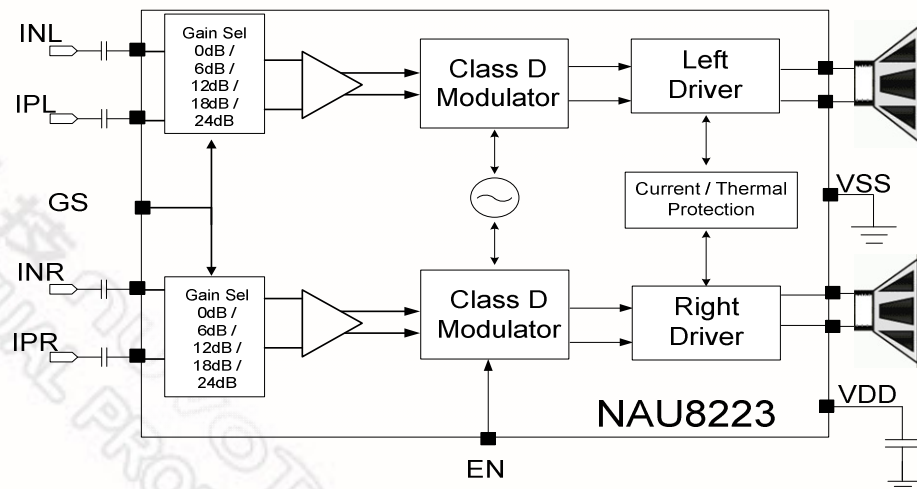 INL
IPL
GS
INR
IPR
Gain Sel
0dB /
6dB /
12dB /
18dB /
24dB
Class D
Modulator
Left
Driver
Current / Thermal
Protection
VSS
Gain Sel
0dB /
6dB /
12dB /
18dB /
24dB
Class D
Modulator
Right
Driver
VDD
NAU8223
EN